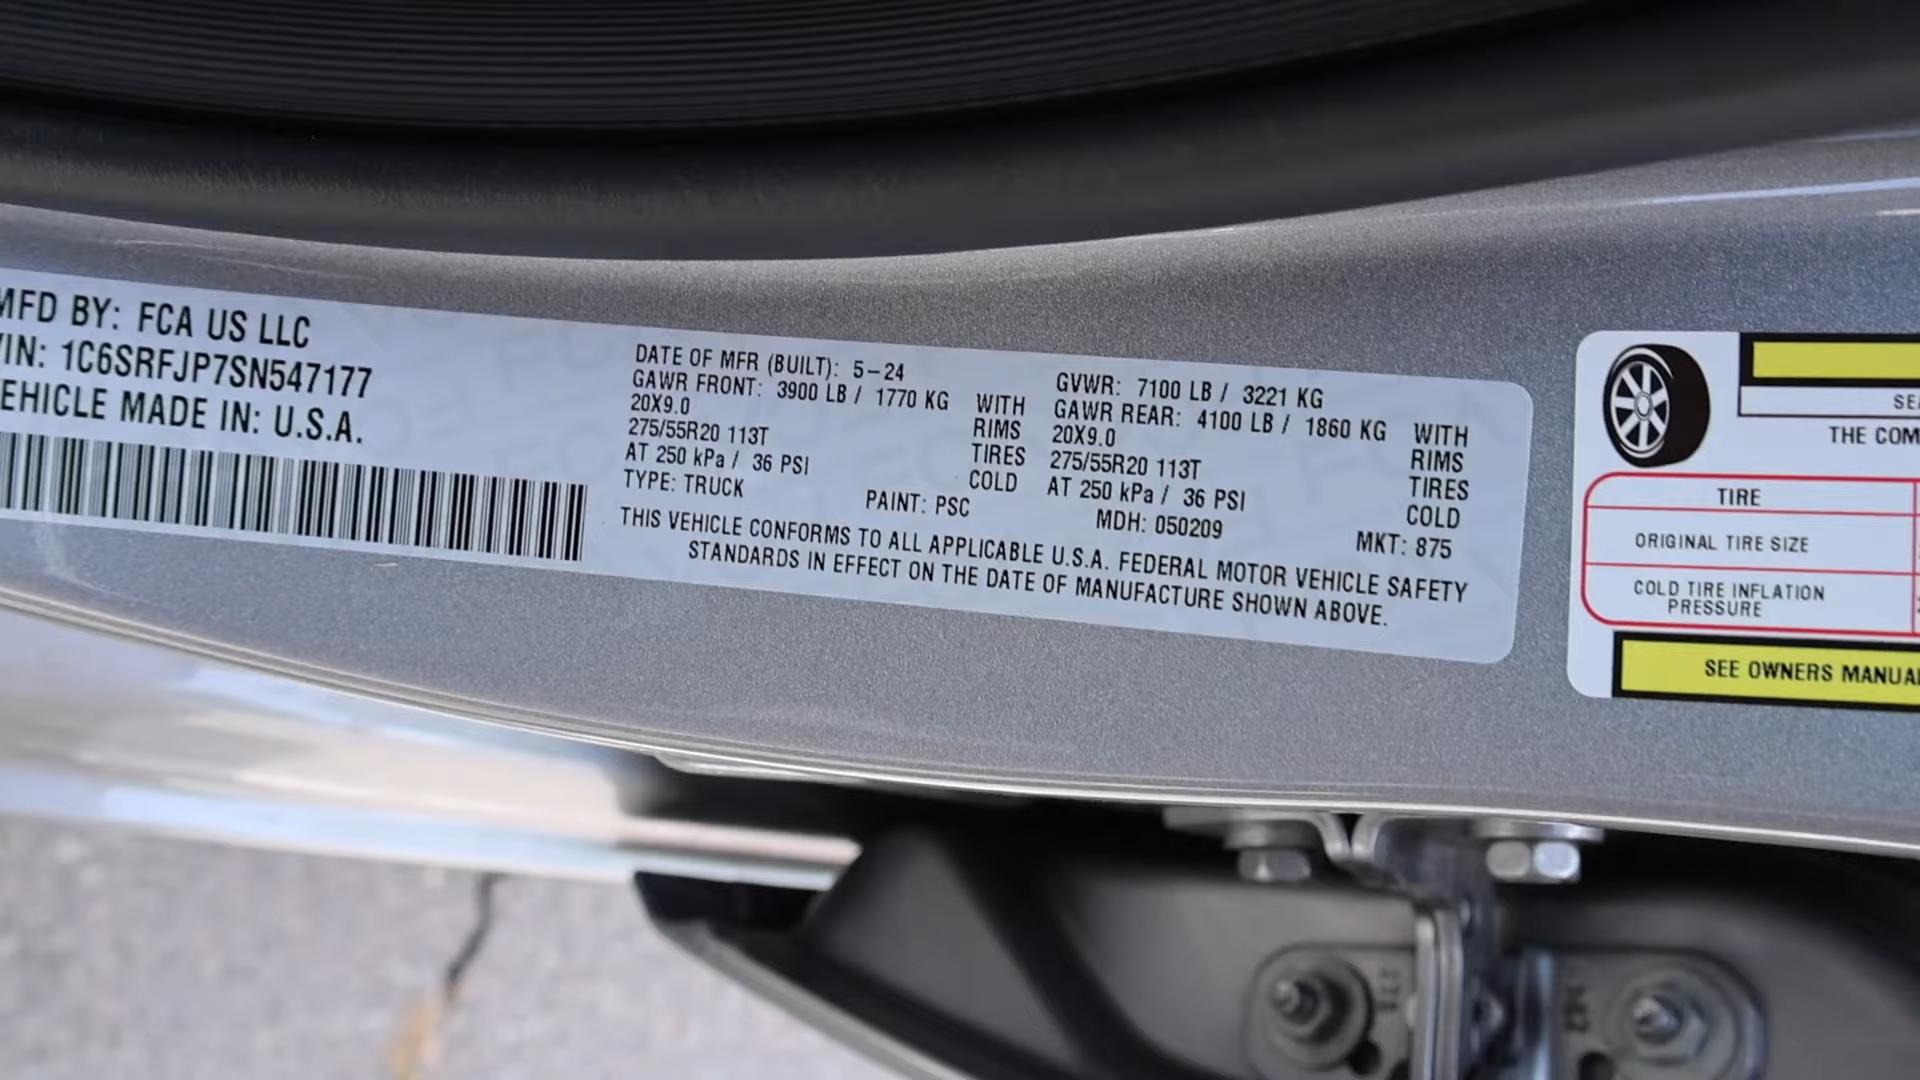 MFD BY: FCA US LLC
VIN: 1C6SRFJP7SN547177
VEHICLE MADE IN: U.S.A.
DATE OF MFR (BUILT): 5-24
GAWR FRONT: 3900 LB / 1770 KG WITH
20X9.0 RIMS
275/55R20 113T TIRES
AT 250 kPa / 36 PSI COLD
TYPE: TRUCK PAINT: PSC
GVWR: 7100 LB / 3221 KG
GAWR REAR: 4100 LB / 1860 KG WITH
20X9.0 RIMS
275/55R20 113T TIRES
AT 250 kPa / 36 PSI COLD
MDH: 050209 MKT: 875
THIS VEHICLE CONFORMS TO ALL APPLICABLE U.S.A. FEDERAL MOTOR VEHICLE SAFETY
STANDARDS IN EFFECT ON THE DATE OF MANUFACTURE SHOWN ABOVE.
THE COM
TIRE
ORIGINAL TIRE SIZE
COLD TIRE INFLATION
PRESSURE
SEE OWNERS MANUAL